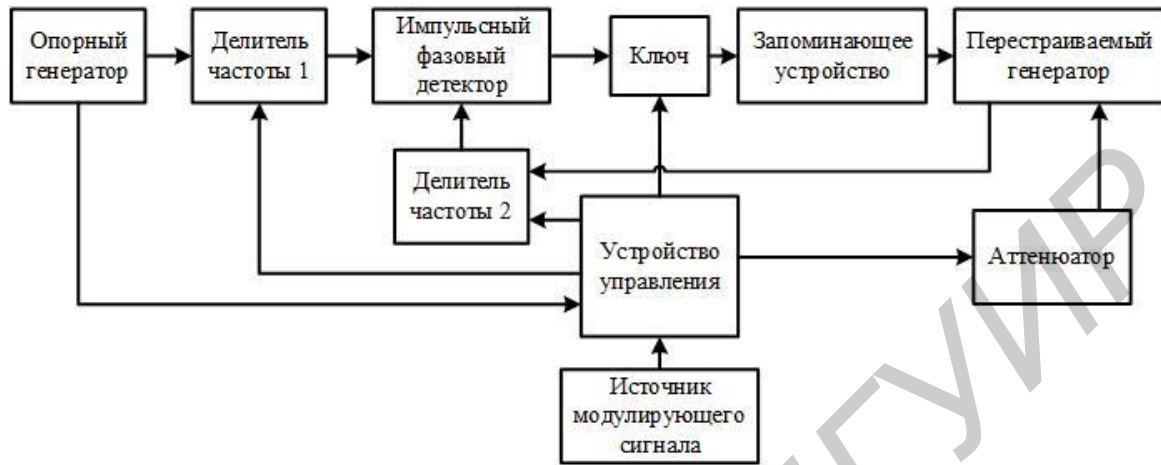 Опорный
генератор
Делитель
частоты 1
Импульсный
фазовый
детектор
Ключ
Запоминающее
устройство
Перестраиваемый
генератор
Делитель
частоты 2
Устройство
управления
Аттенюатор
Источник
модулирующего
сигнала
ГУИР